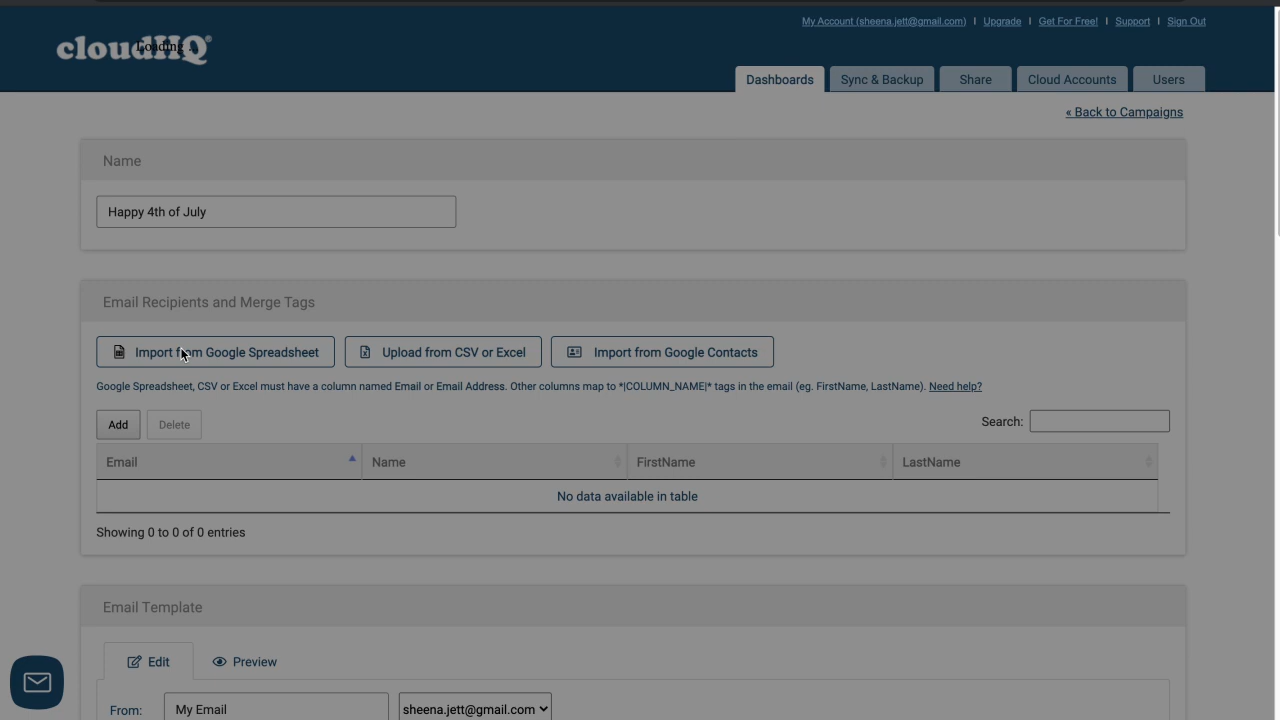 My Account (sheena.jett@gmail.com) | Upgrade | Get For Free! | Support | Sign Out
cloudHQ®
Loading ...
Dashboards Sync & Backup Share Cloud Accounts Users
« Back to Campaigns
Name
Happy 4th of July
Email Recipients and Merge Tags
Import from Google Spreadsheet Upload from CSV or Excel Import from Google Contacts
Google Spreadsheet, CSV or Excel must have a column named Email or Email Address. Other columns map to *|COLUMN_NAME|* tags in the email (eg. FirstName, LastName). Need help?
Add Delete Search:
Email Name FirstName LastName
No data available in table
Showing 0 to 0 of 0 entries
Email Template
Edit Preview
From: My Email sheena.jett@gmail.com